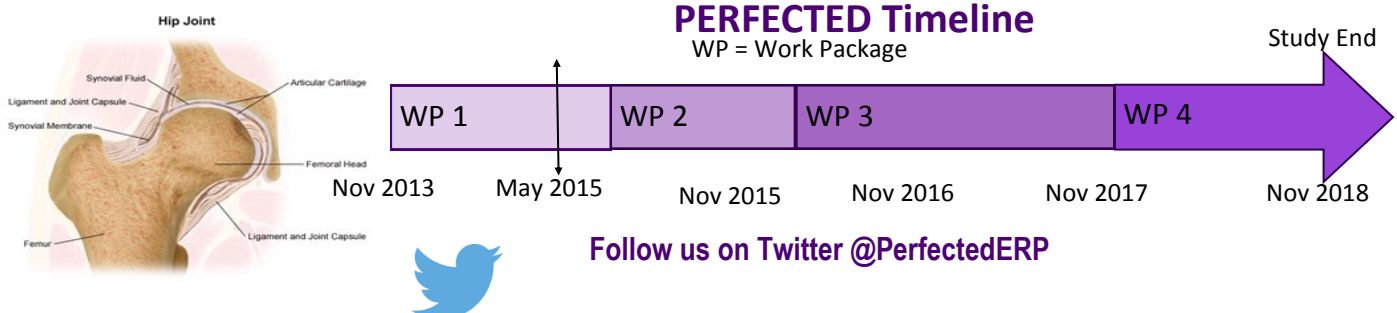 Hip Joint
Synovial Fluid
Articular Cartilage
Ligament and Joint Capsule
Synovial Membrane
Femoral Head
Femur
Ligament and Joint Capsule
PERFECTED Timeline
WP = Work Package
Study End
WP 1
WP 2
WP 3
WP 4
Nov 2013
May 2015
Nov 2015
Nov 2016
Nov 2017
Nov 2018
Follow us on Twitter @PerfectedERP